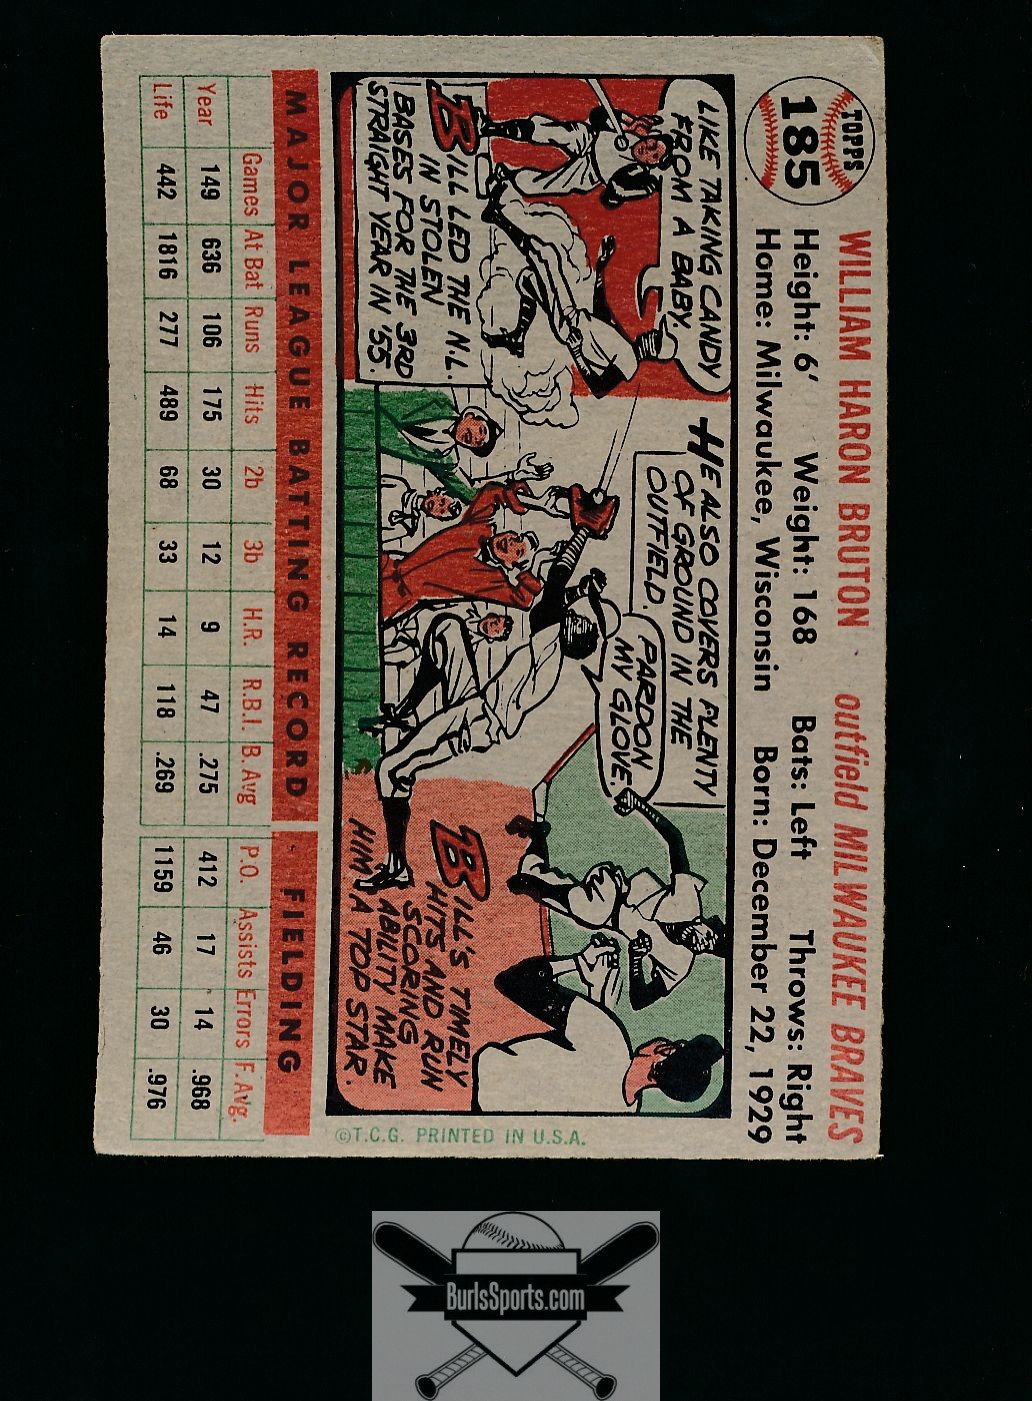 TOPPS
185
WILLIAM HARON BRUTON outfield MILWAUKEE BRAVES
Height: 6' Weight: 168 Bats: Left Throws: Right
Home: Milwaukee, Wisconsin Born: December 22, 1929
LIKE TAKING CANDY
FROM A BABY.
BILL LED THE N.L.
IN STOLEN
BASES FOR THE 3RD
STRAIGHT YEAR IN '55.
HE ALSO COVERS PLENTY
OF GROUND IN THE
OUTFIELD.
PARDON
MY GLOVE.
BILL'S TIMELY
HITS AND RUN
SCORING
ABILITY MAKE
HIM A TOP STAR.
©T.C.G. PRINTED IN U.S.A.
MAJOR LEAGUE BATTING RECORD FIELDING
Games At Bat Runs Hits 2b 3b H.R. R.B.I. B. Avg P.O. Assists Errors F. Avg.
Year 149 636 106 175 30 12 9 47 .275 412 17 14 .968
Life 442 1816 277 489 68 33 14 118 .269 1159 46 30 .976
BurlsSports.com